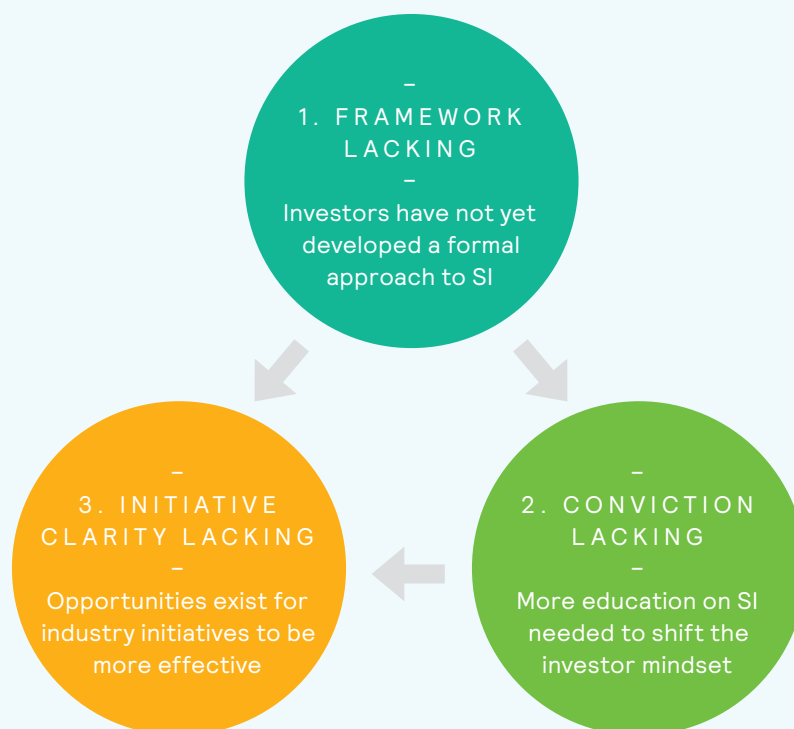 –
1. FRAMEWORK
LACKING
–
Investors have not yet
developed a formal
approach to SI
–
2. CONVICTION
LACKING
–
More education on SI
needed to shift the
investor mindset
–
3. INITIATIVE
CLARITY LACKING
–
Opportunities exist for
industry initiatives to be
more effective